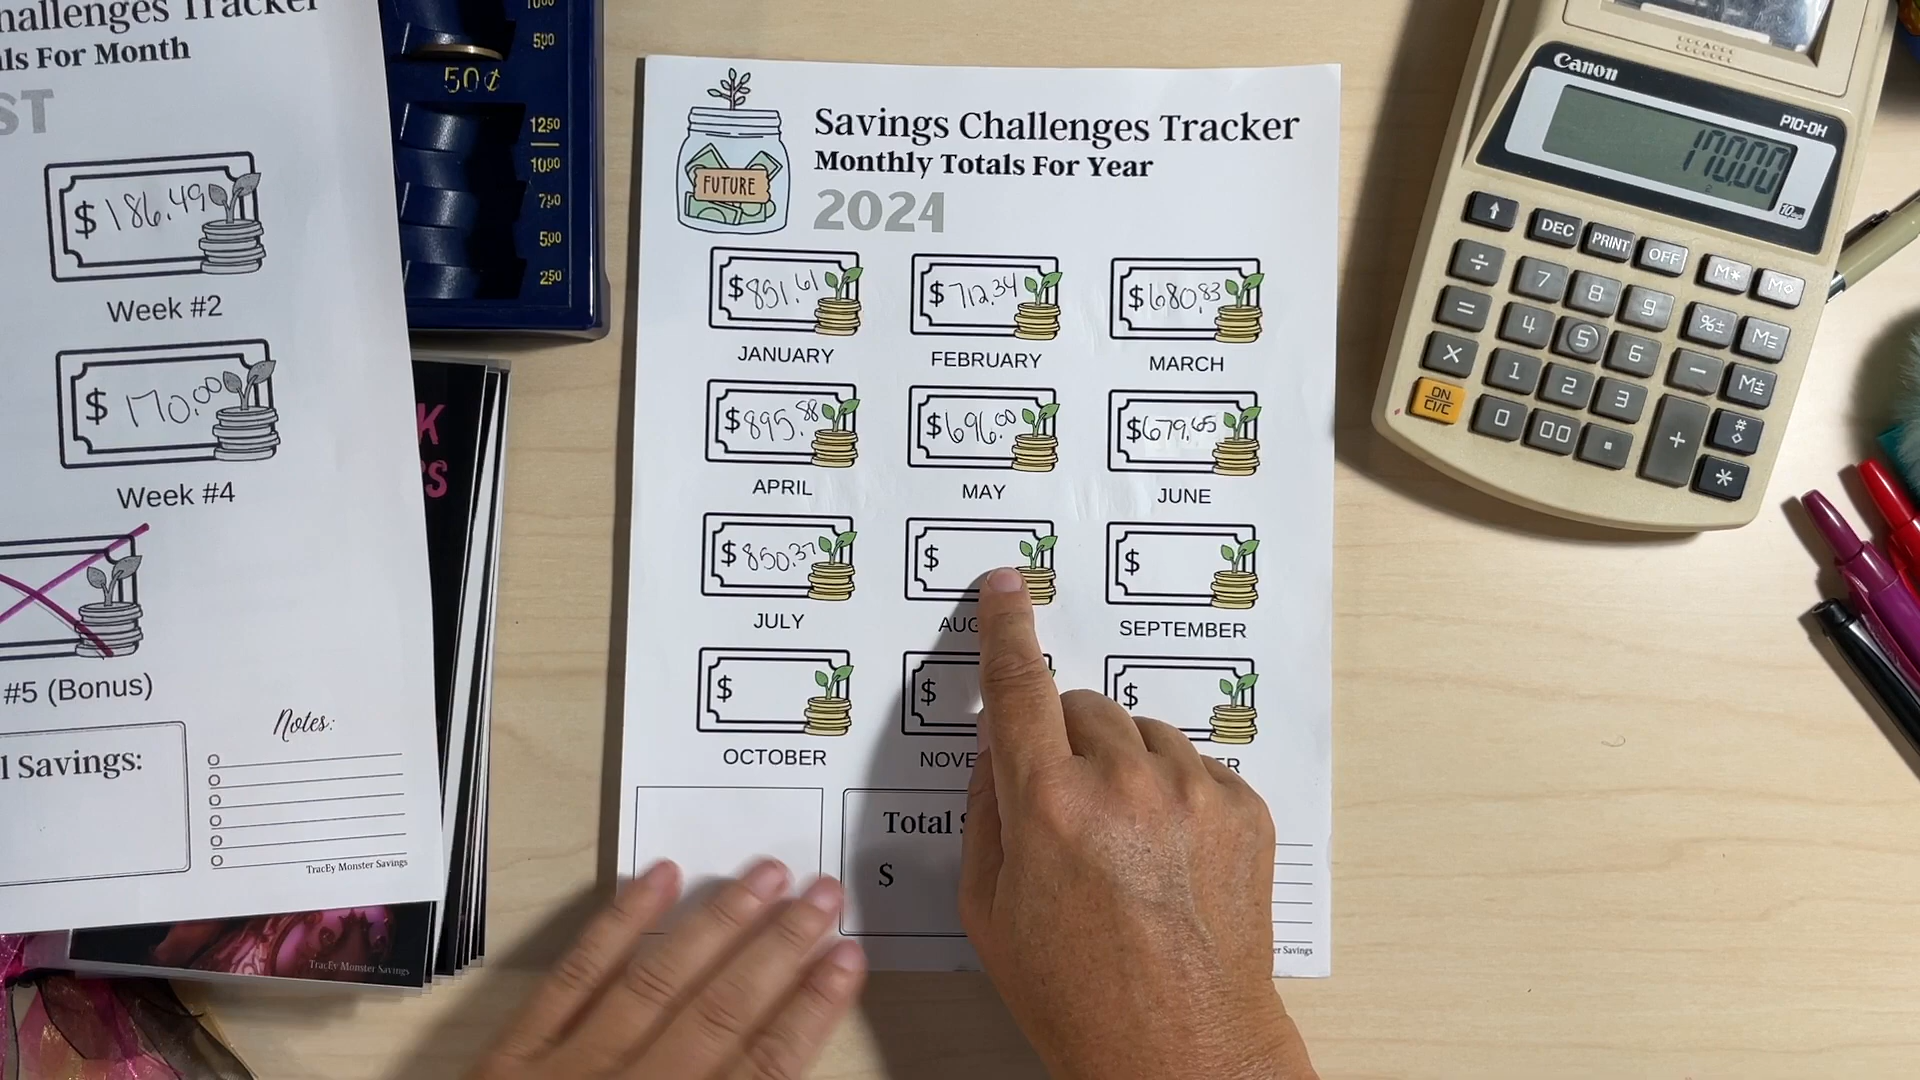 hallenges Tracker
ls For Month
ST
$186.49
Week #2
$170.00
Week #4
#5 (Bonus)
l Savings:
Notes:
TracEy Monster Savings
K
S
TracEy Monster Savings
500
50¢
1250
1000
750
500
250
FUTURE
Savings Challenges Tracker
Monthly Totals For Year
2024
$851.61
$712.34
$680.83
JANUARY
FEBRUARY
MARCH
$895.88
$696.00
$679.65
APRIL
MAY
JUNE
$850.37
$
$
JULY
AUG
SEPTEMBER
$
$
$
OCTOBER
NOVE
ER
Total S
$
er Savings
Canon
P10-DH
170.00
10
DEC
PRINT
OFF
M*
M◇
÷
7
8
9
%±
M=
=
4
5
6
−
M±
×
1
2
3
#
◇
ON
CI/C
0
00
.
+
*